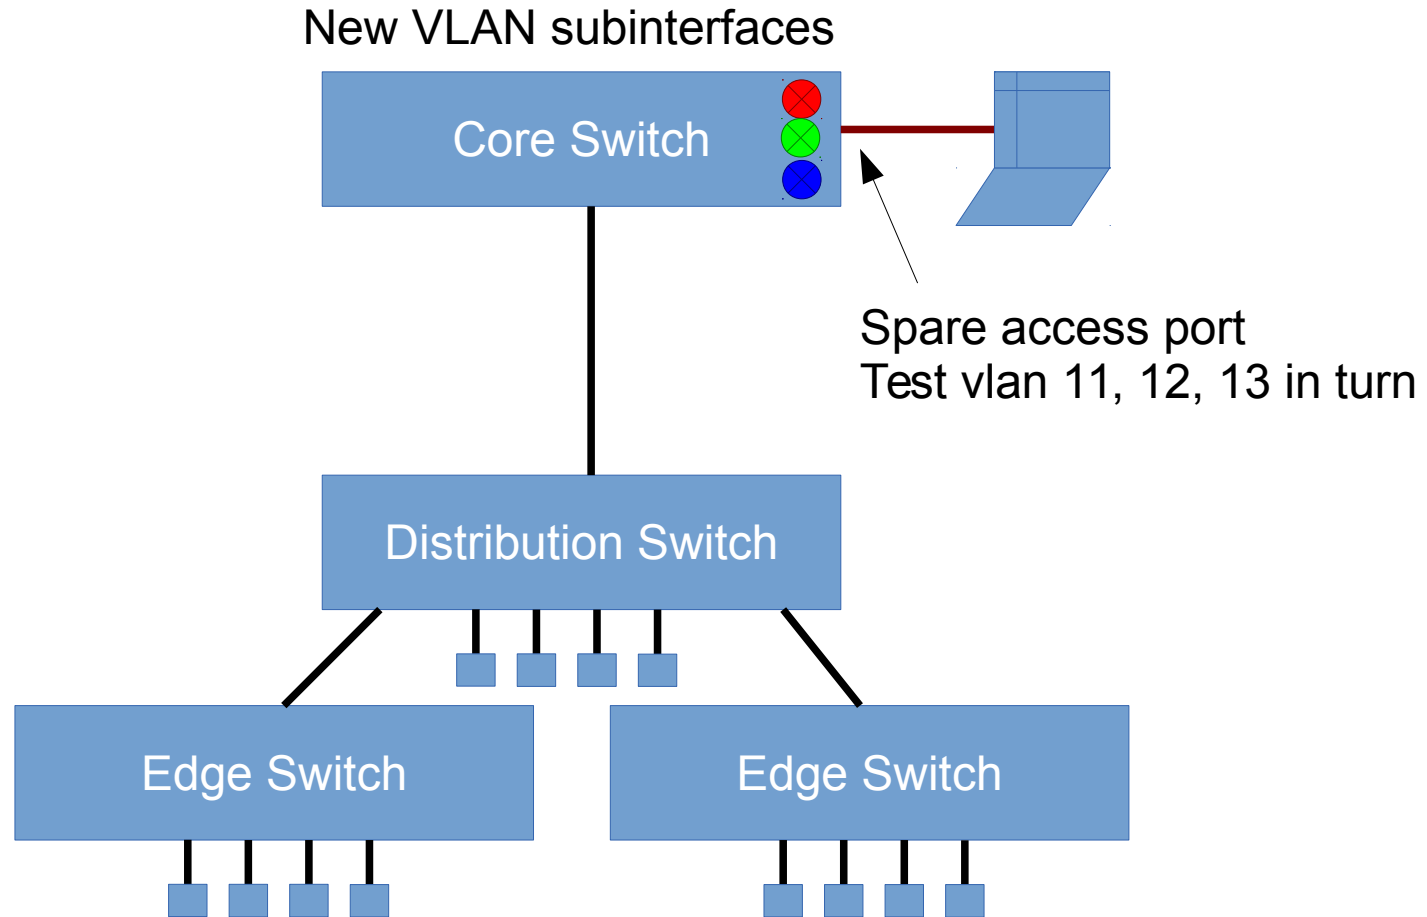 New VLAN subinterfaces
Core Switch
Spare access port
Test vlan 11, 12, 13 in turn
Distribution Switch
Edge Switch
Edge Switch